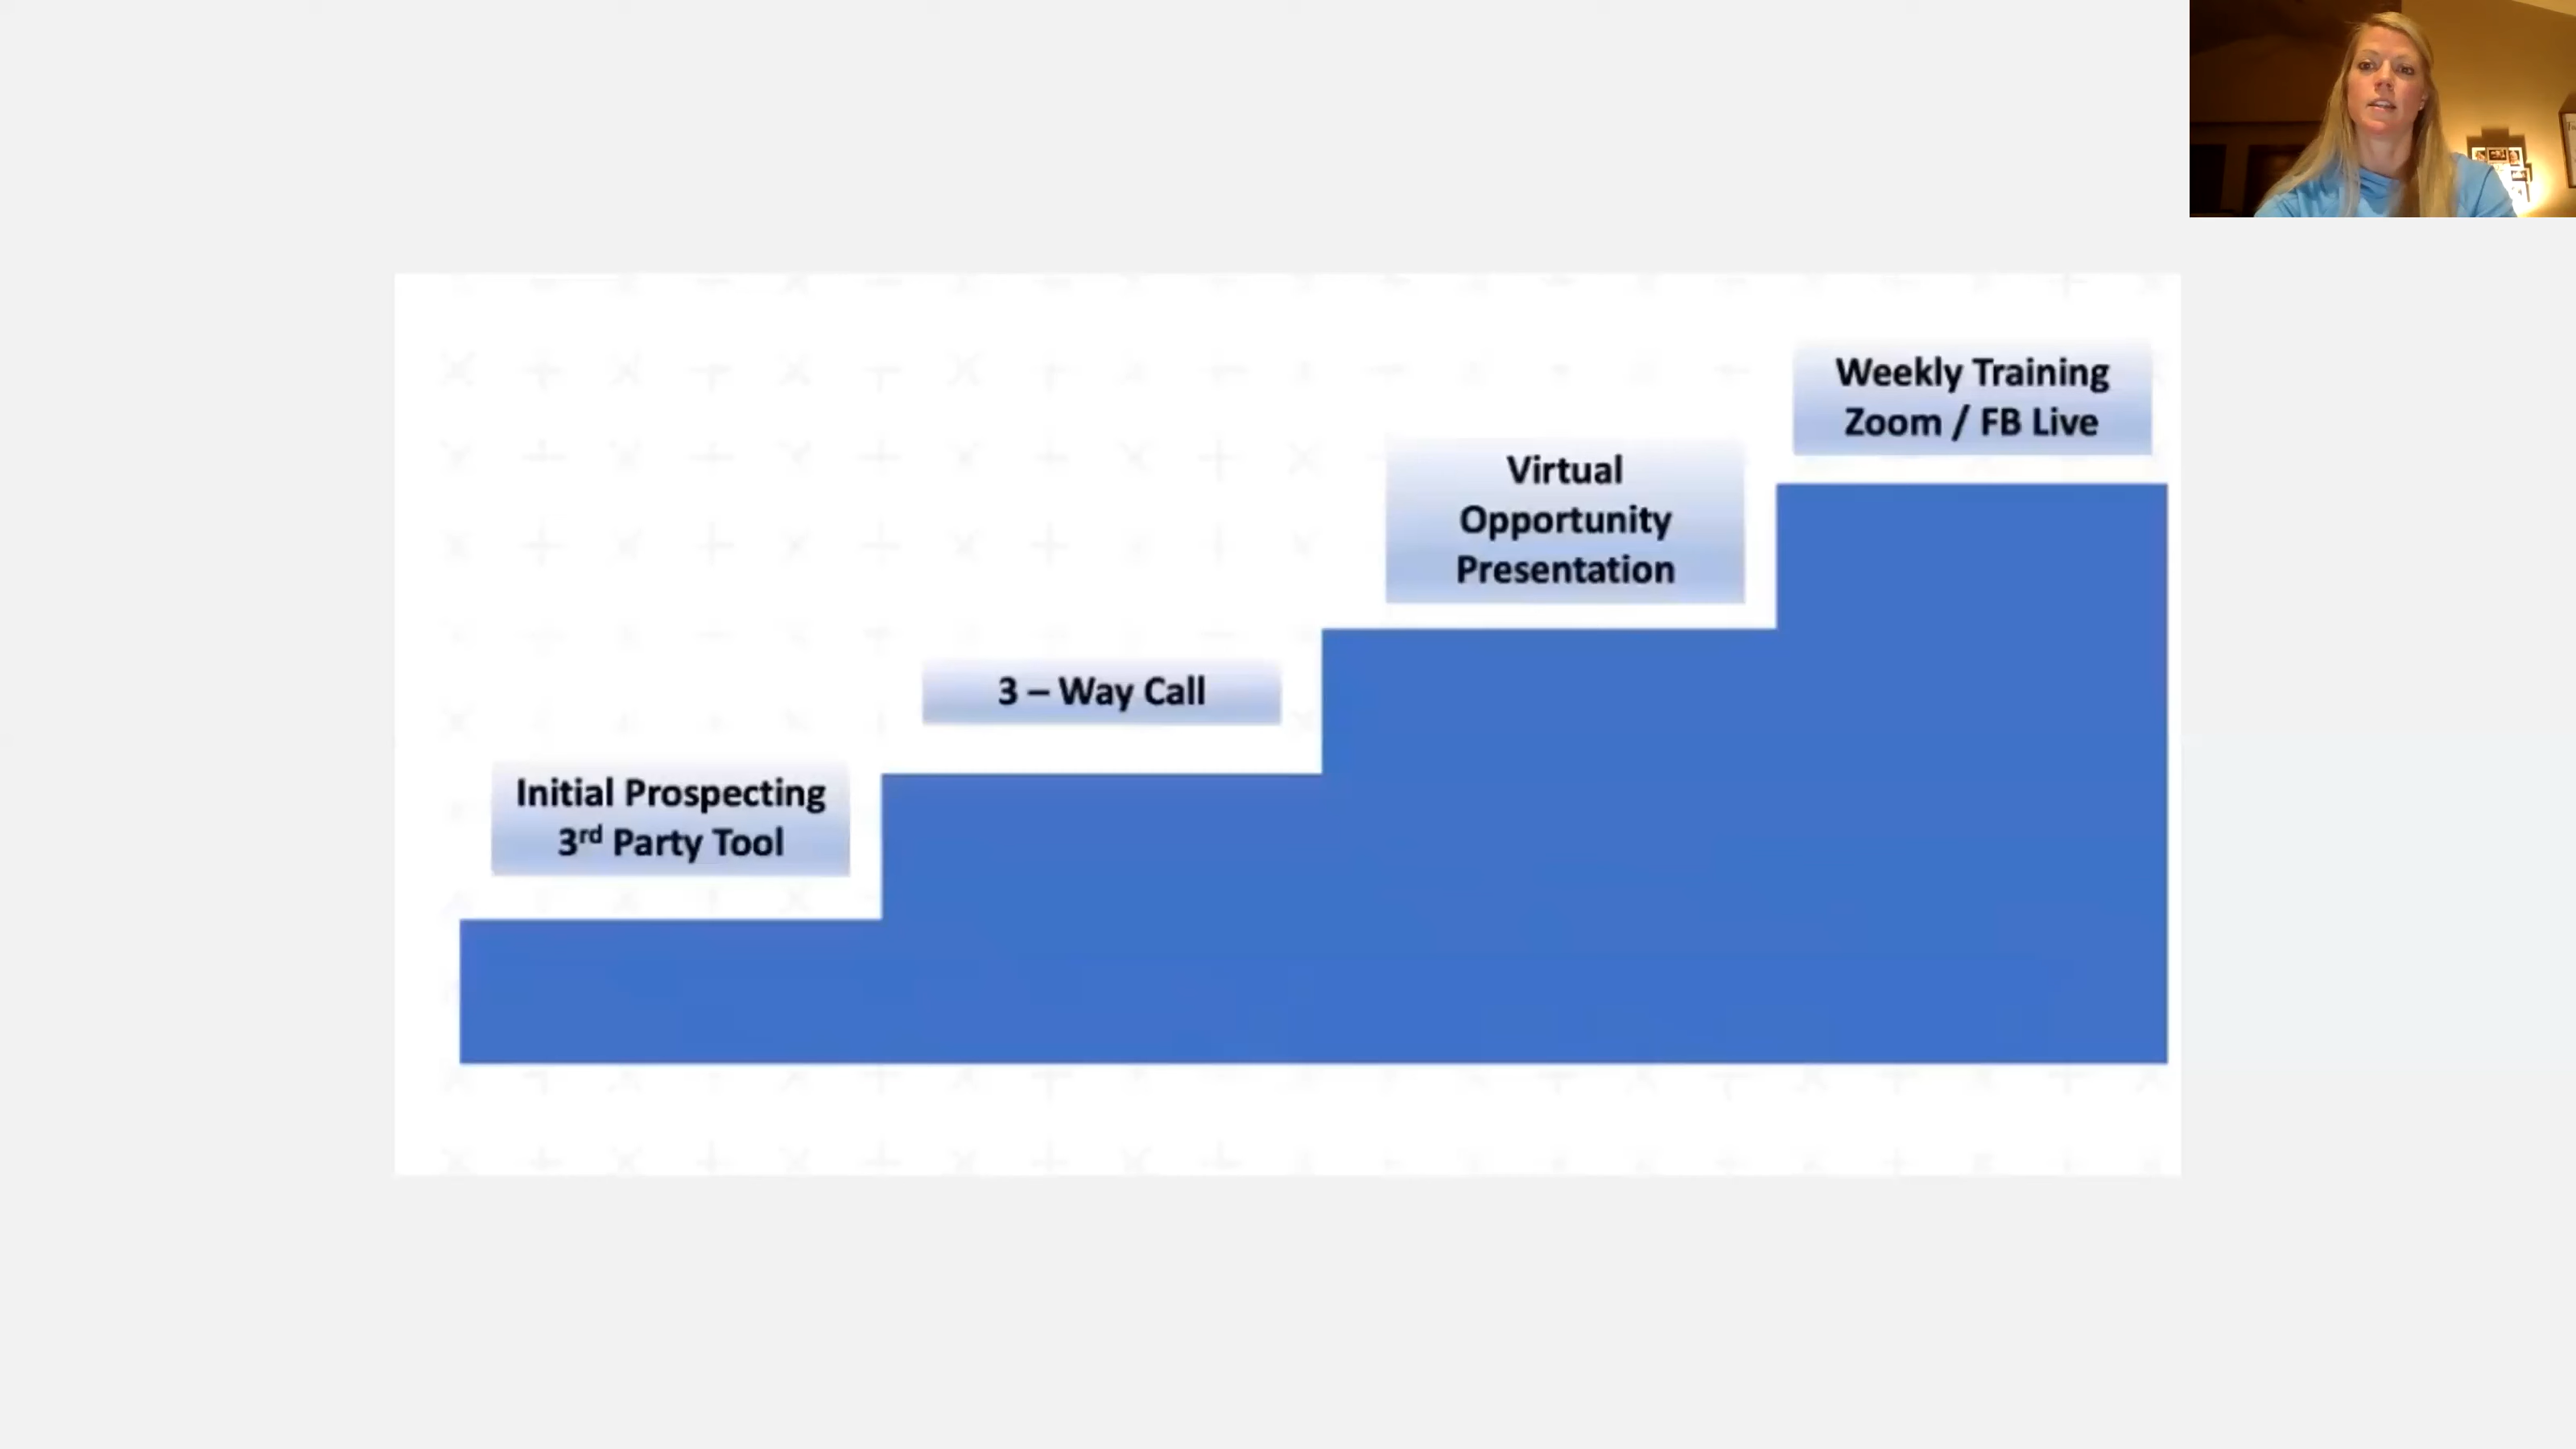 Weekly Training
Zoom / FB Live
Virtual
Opportunity
Presentation
3 – Way Call
Initial Prospecting
3rd Party Tool